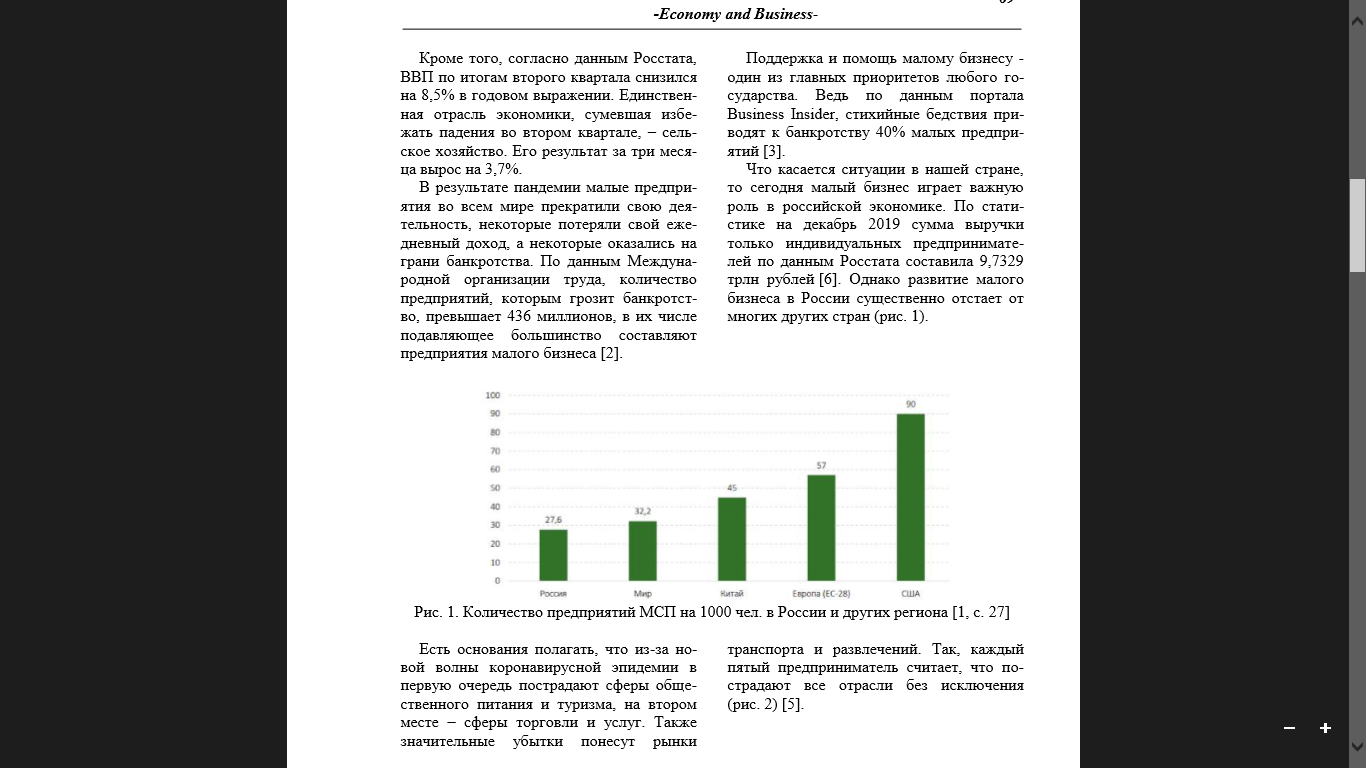 -Economy and Business-
Кроме того, согласно данным Росстата,
ВВП по итогам второго квартала снизился
на 8,5% в годовом выражении. Единствен-
ная отрасль экономики, сумевшая избе-
жать падения во втором квартале, – сель-
ское хозяйство. Его результат за три меся-
ца вырос на 3,7%.
В результате пандемии малые предпри-
ятия во всем мире прекратили свою дея-
тельность, некоторые потеряли свой еже-
дневный доход, а некоторые оказались на
грани банкротства. По данным Междуна-
родной организации труда, количество
предприятий, которым грозит банкротст-
во, превышает 436 миллионов, в их числе
подавляющее большинство составляют
предприятия малого бизнеса [2].
Поддержка и помощь малому бизнесу -
один из главных приоритетов любого го-
сударства. Ведь по данным портала
Business Insider, стихийные бедствия при-
водят к банкротству 40% малых предпри-
ятий [3].
Что касается ситуации в нашей стране,
то сегодня малый бизнес играет важную
роль в российской экономике. По стати-
стике на декабрь 2019 сумма выручки
только индивидуальных предпринимате-
лей по данным Росстата составила 9,7329
трлн рублей [6]. Однако развитие малого
бизнеса в России существенно отстает от
многих других стран (рис. 1).
100
90
80
70
60
50
40
30
20
10
0
27,6
32,2
45
57
90
Россия
Мир
Китай
Европа (ЕС-28)
США
Рис. 1. Количество предприятий МСП на 1000 чел. в России и других региона [1, с. 27]
Есть основания полагать, что из-за но-
вой волны коронавирусной эпидемии в
первую очередь пострадают сферы обще-
ственного питания и туризма, на втором
месте – сферы торговли и услуг. Также
значительные убытки понесут рынки
транспорта и развлечений. Так, каждый
пятый предприниматель считает, что по-
страдают все отрасли без исключения
(рис. 2) [5].